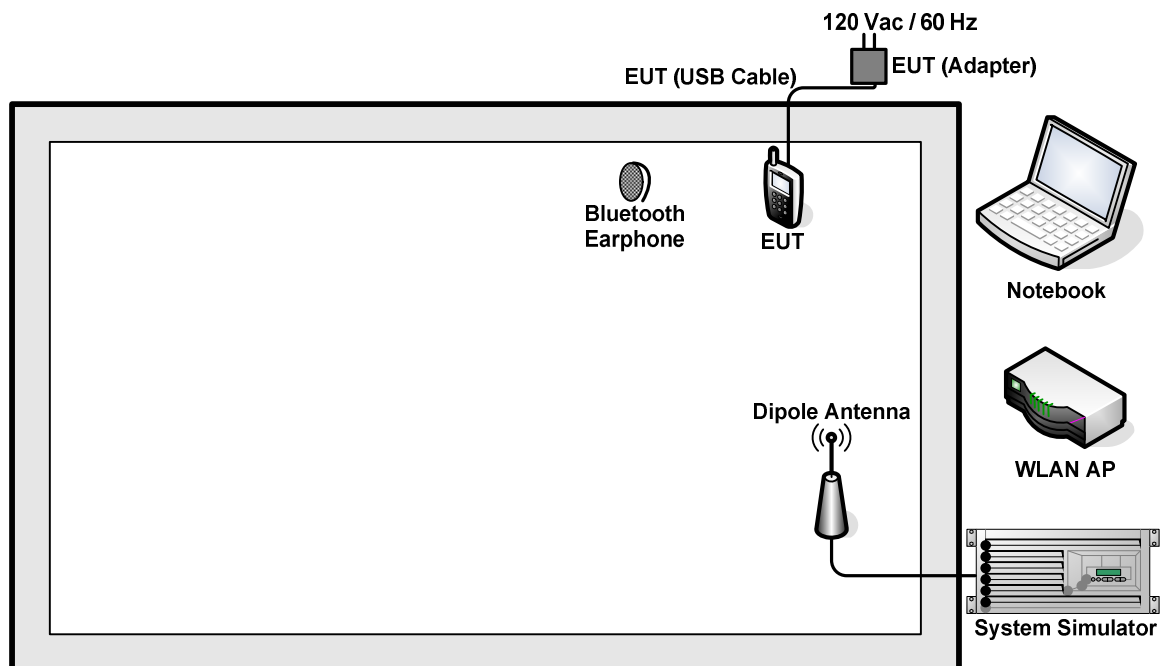 120 Vac / 60 Hz
EUT (Adapter)
EUT (USB Cable)
Bluetooth
Earphone
EUT
Notebook
Dipole Antenna
WLAN AP
System Simulator